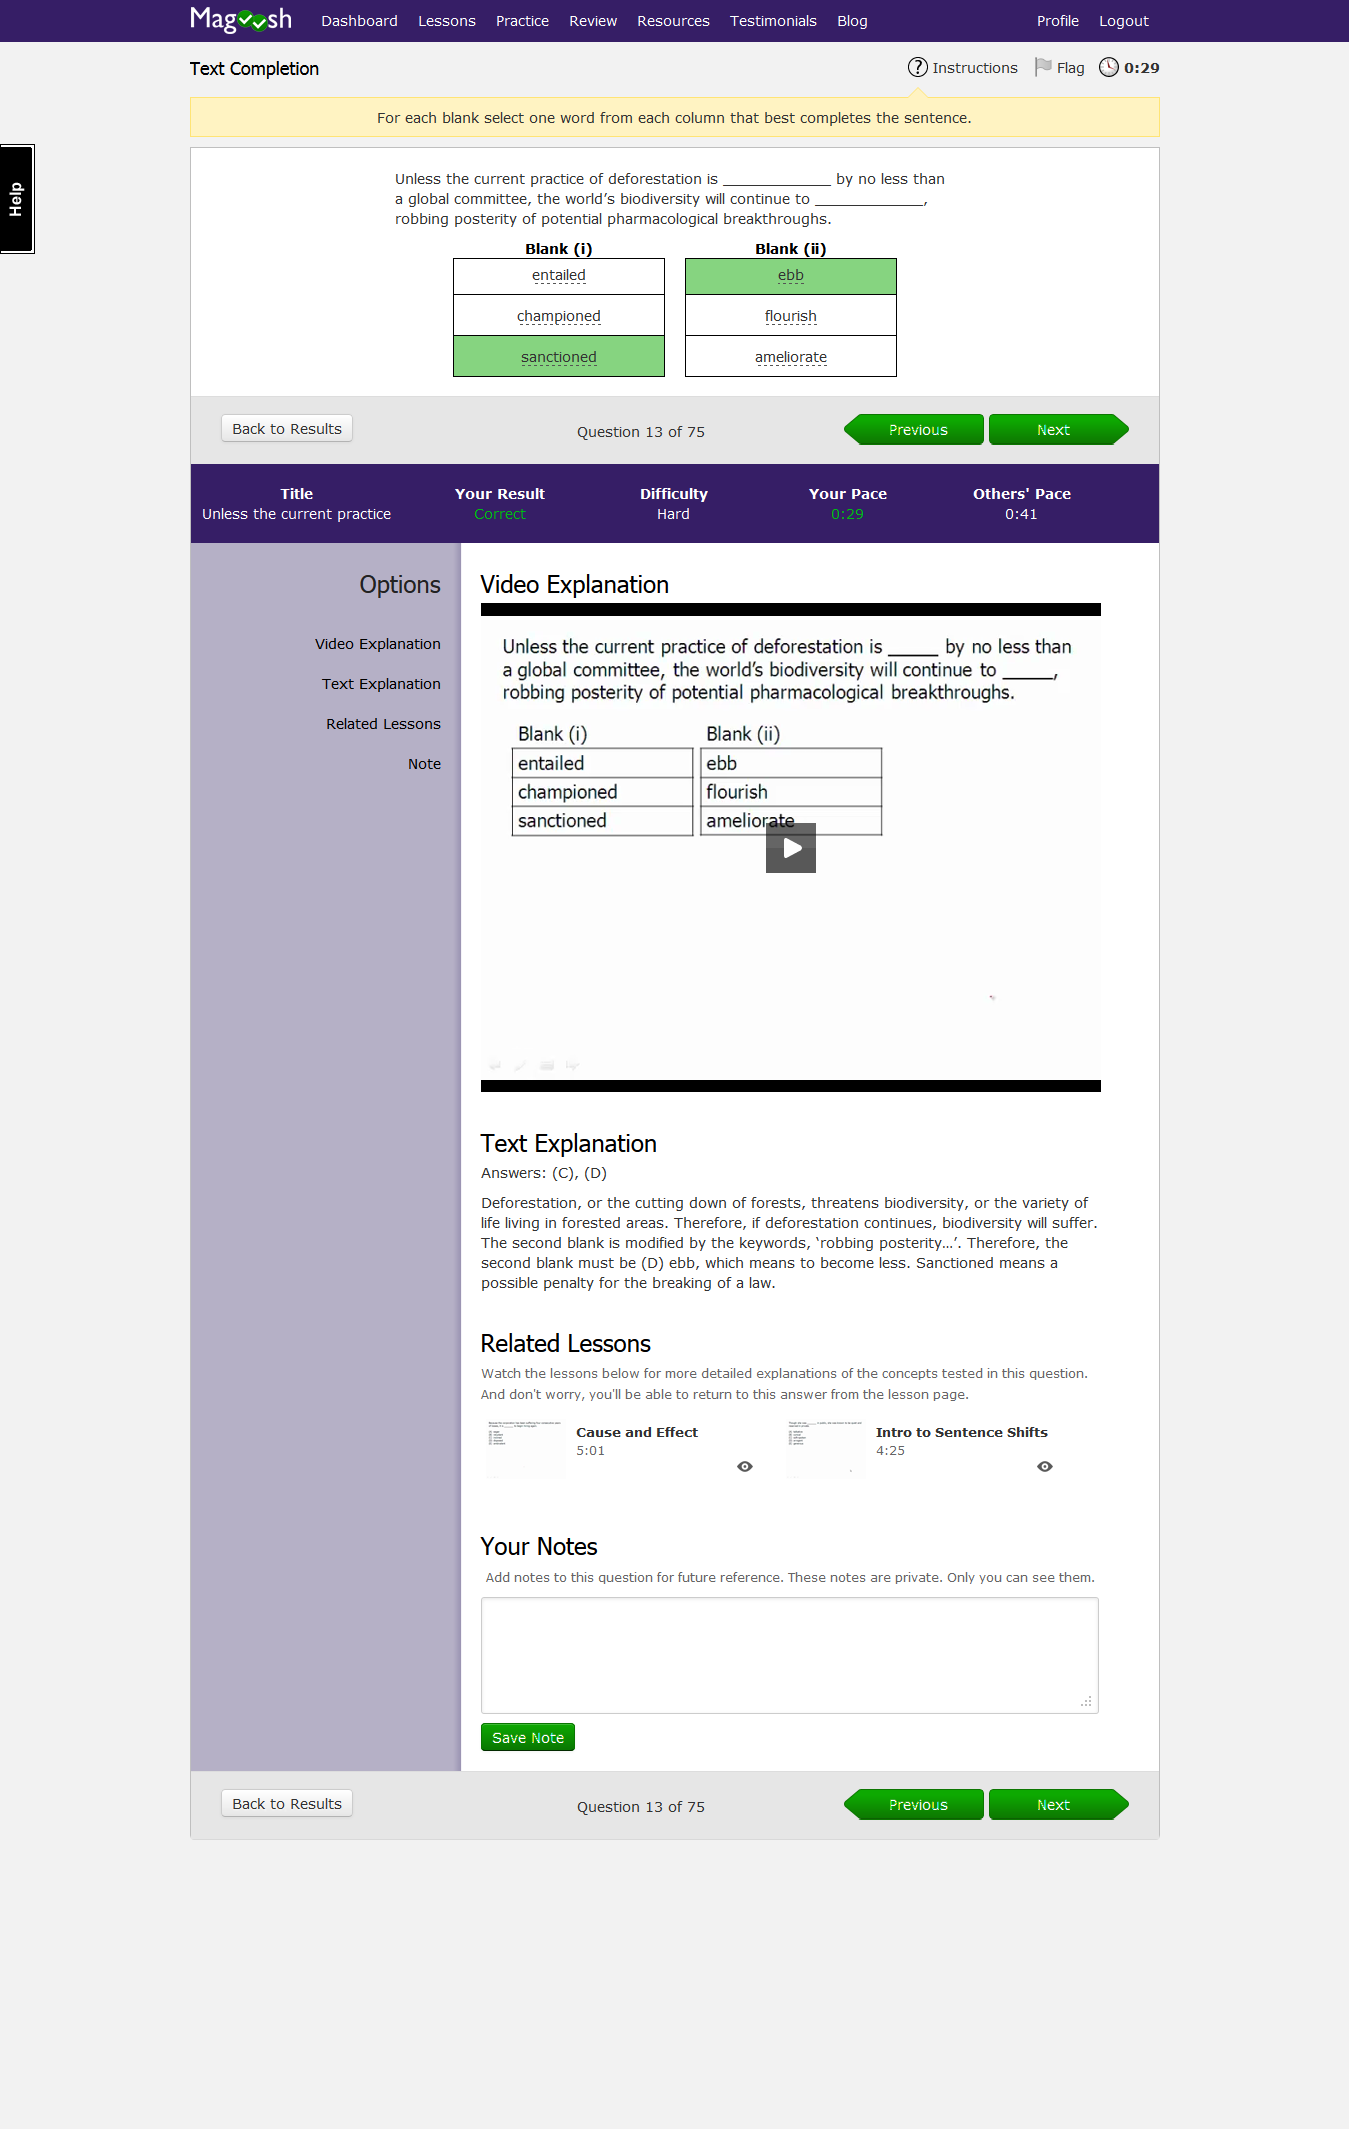 Magoosh
Dashboard Lessons Practice Review Resources Testimonials Blog Profile Logout
Text Completion
Instructions Flag 0:29
For each blank select one word from each column that best completes the sentence.
Help
Unless the current practice of deforestation is _____________ by no less than
a global committee, the world’s biodiversity will continue to _____________,
robbing posterity of potential pharmacological breakthroughs.
Blank (i) Blank (ii)
entailed ebb
championed flourish
sanctioned ameliorate
Back to Results Question 13 of 75 Previous Next
Title Your Result Difficulty Your Pace Others' Pace
Unless the current practice Correct Hard 0:29 0:41
Options
Video Explanation
Text Explanation
Related Lessons
Note
Video Explanation
Unless the current practice of deforestation is _____ by no less than
a global committee, the world’s biodiversity will continue to _____,
robbing posterity of potential pharmacological breakthroughs.
Blank (i) Blank (ii)
entailed ebb
championed flourish
sanctioned ameliorate
Text Explanation
Answers: (C), (D)
Deforestation, or the cutting down of forests, threatens biodiversity, or the variety of
life living in forested areas. Therefore, if deforestation continues, biodiversity will suffer.
The second blank is modified by the keywords, ‘robbing posterity…’. Therefore, the
second blank must be (D) ebb, which means to become less. Sanctioned means a
possible penalty for the breaking of a law.
Related Lessons
Watch the lessons below for more detailed explanations of the concepts tested in this question.
And don't worry, you'll be able to return to this answer from the lesson page.
Cause and Effect Intro to Sentence Shifts
5:01 4:25
Your Notes
Add notes to this question for future reference. These notes are private. Only you can see them.
Save Note
Back to Results Question 13 of 75 Previous Next